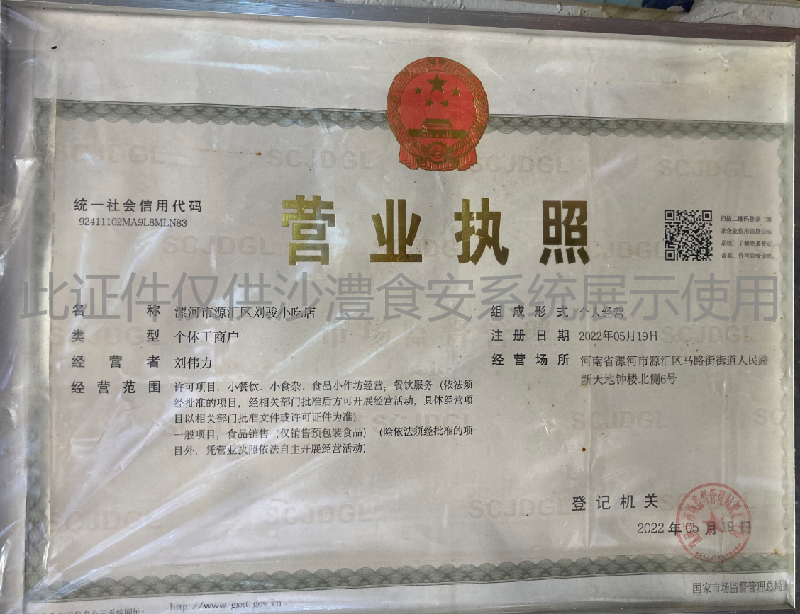 统一社会信用代码
92411102MA9L8MLN83
营业执照
此证件仅供沙澧食安系统展示使用
名称 漯河市源汇区刘骏小吃店
类型 个体工商户
经营者 刘伟力
经营范围 许可项目:小餐饮、小食杂、食品小作坊经营;餐饮服务(依法须
经批准的项目,经相关部门批准后方可开展经营活动,具体经营项
目以相关部门批准文件或许可证件为准)
一般项目:食品销售(仅销售预包装食品)(除依法须经批准的项
目外,凭营业执照依法自主开展经营活动)
组成形式 个人经营
注册日期 2022年05月19日
经营场所 河南省漯河市源汇区马路街街道人民路
新大地钟楼北侧6号
登记机关
2022年05月19日
http://www.gsxt.gov.cn
国家市场监督管理总局
SCJDGL